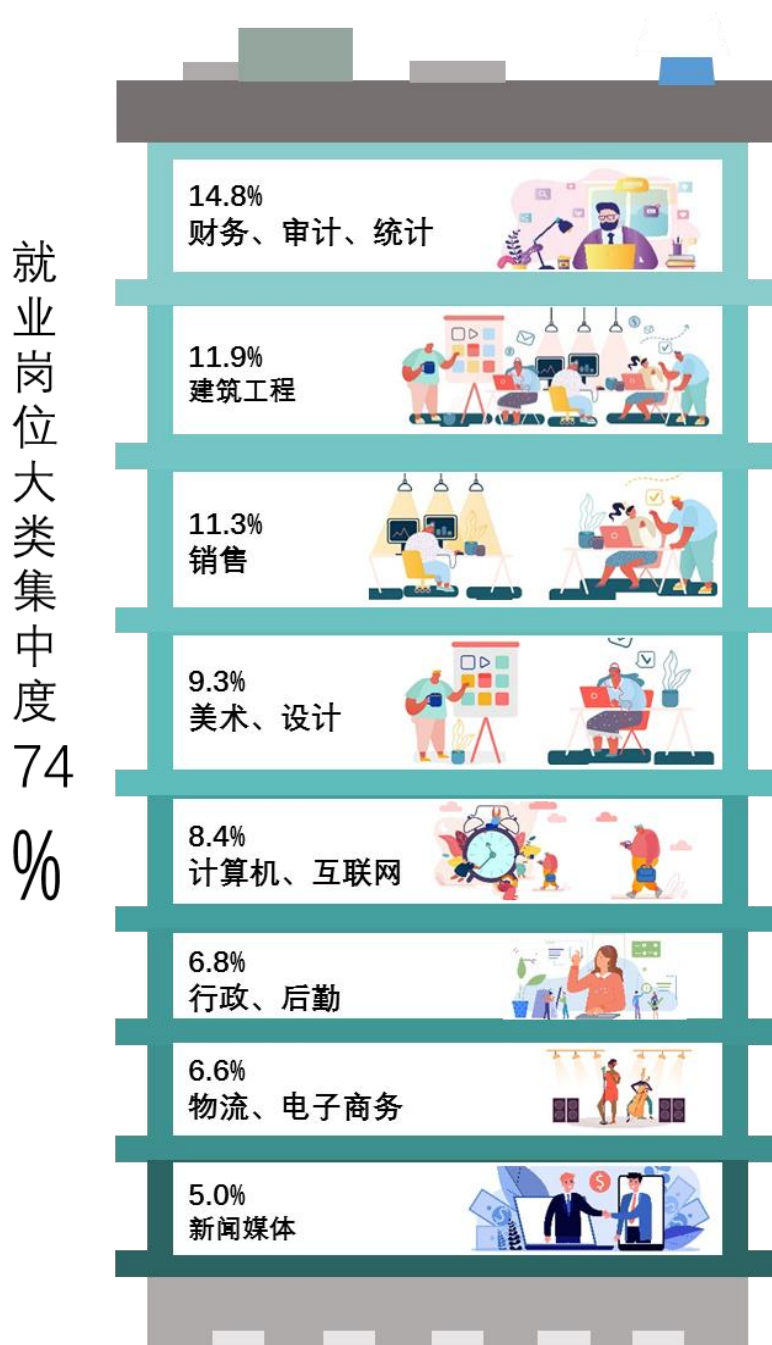 就业岗位大类集中度74%
14.8%
财务、审计、统计
11.9%
建筑工程
11.3%
销售
9.3%
美术、设计
8.4%
计算机、互联网
6.8%
行政、后勤
6.6%
物流、电子商务
5.0%
新闻媒体